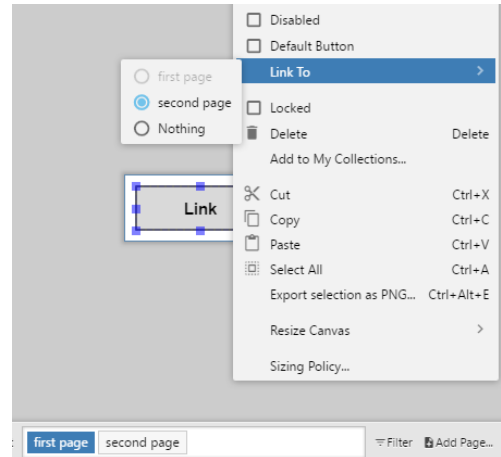 Disabled
Default Button
Link To
first page
second page
Nothing
Locked
Delete Delete
Add to My Collections...
Cut Ctrl+X
Copy Ctrl+C
Paste Ctrl+V
Select All Ctrl+A
Export selection as PNG... Ctrl+Alt+E
Resize Canvas
Sizing Policy...
Link
first page second page Filter Add Page...